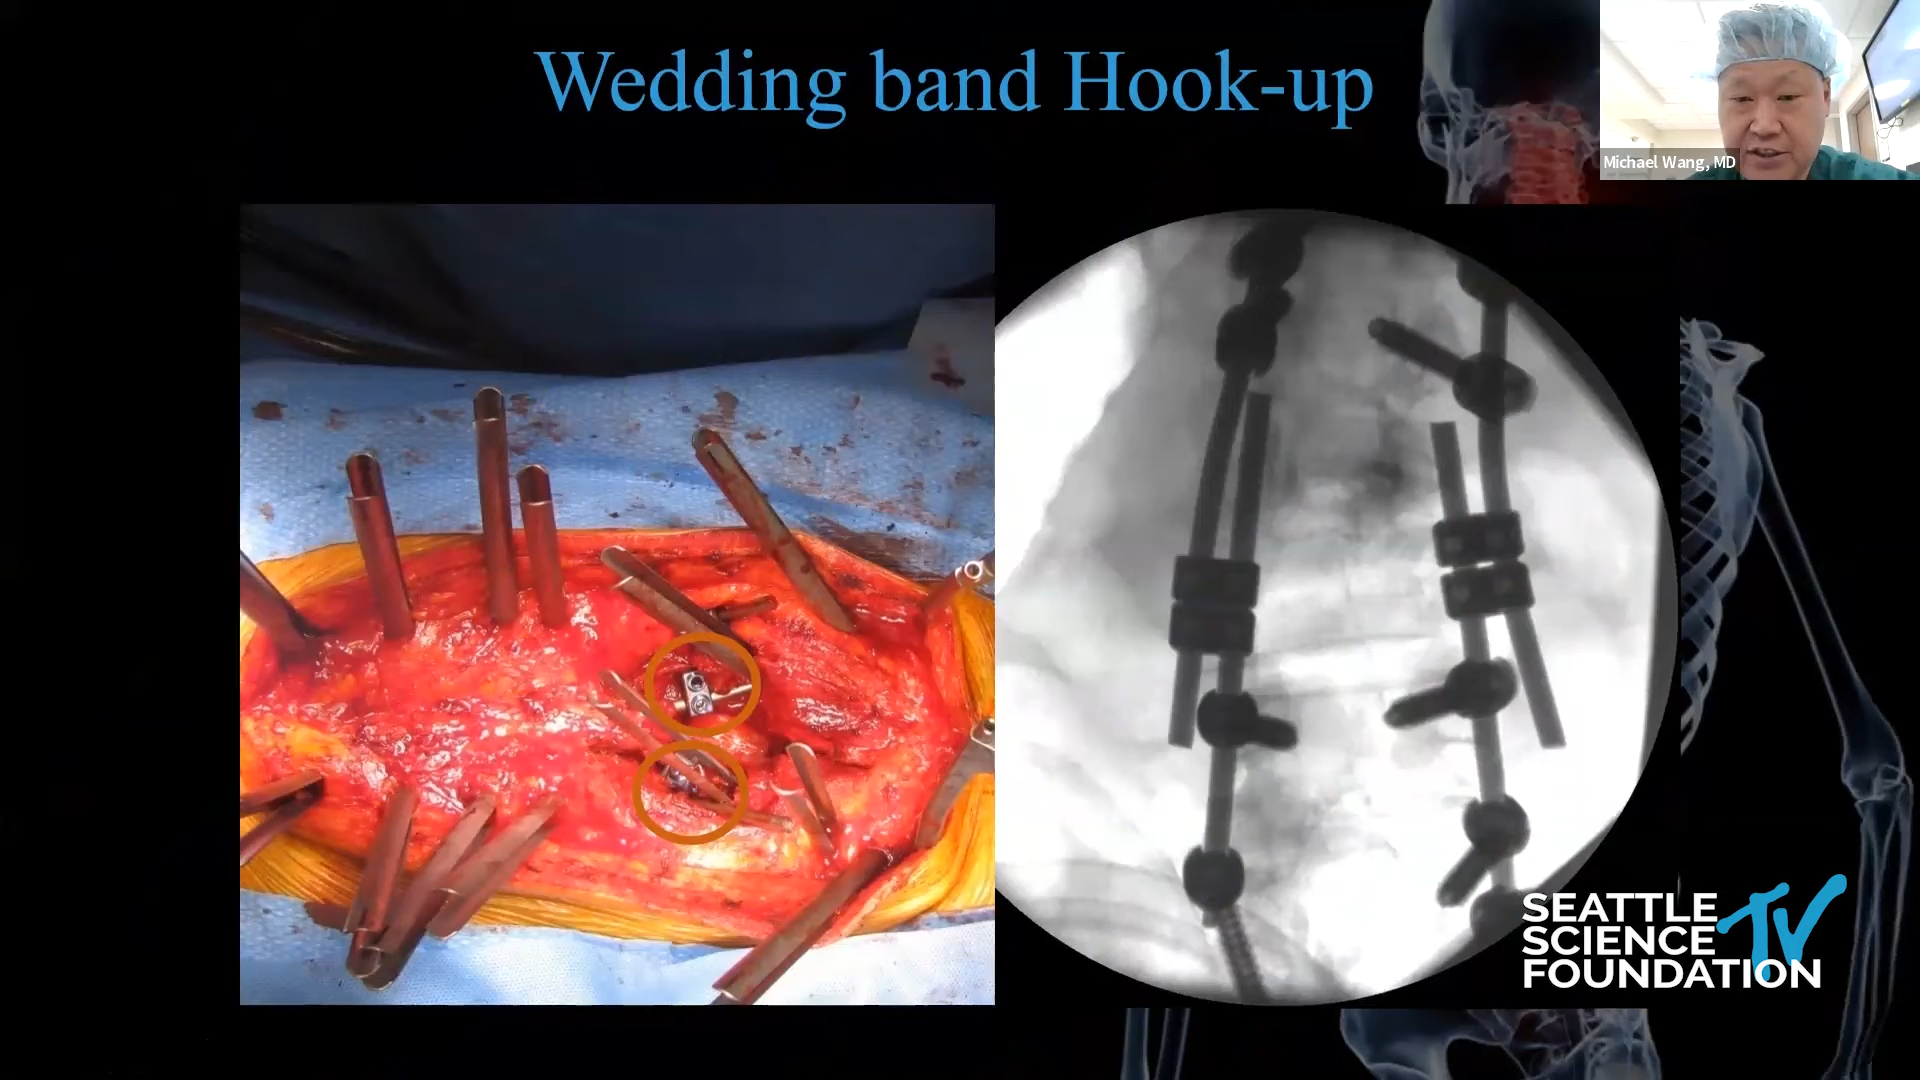 Wedding band Hook-up
Michael Wang, MD
SEATTLE
SCIENCE
FOUNDATION
TV